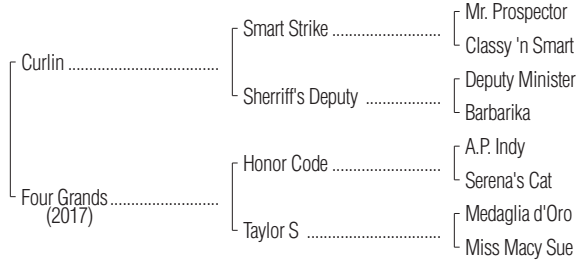 Mr. Prospector
Smart Strike ........................
Classy 'n Smart
Curlin .................................
Deputy Minister
Sherriff's Deputy ................
Barbarika
A.P. Indy
Honor Code ........................
Serena's Cat
Four Grands ........................
(2017)
Medaglia d'Oro
Taylor S .............................
Miss Macy Sue